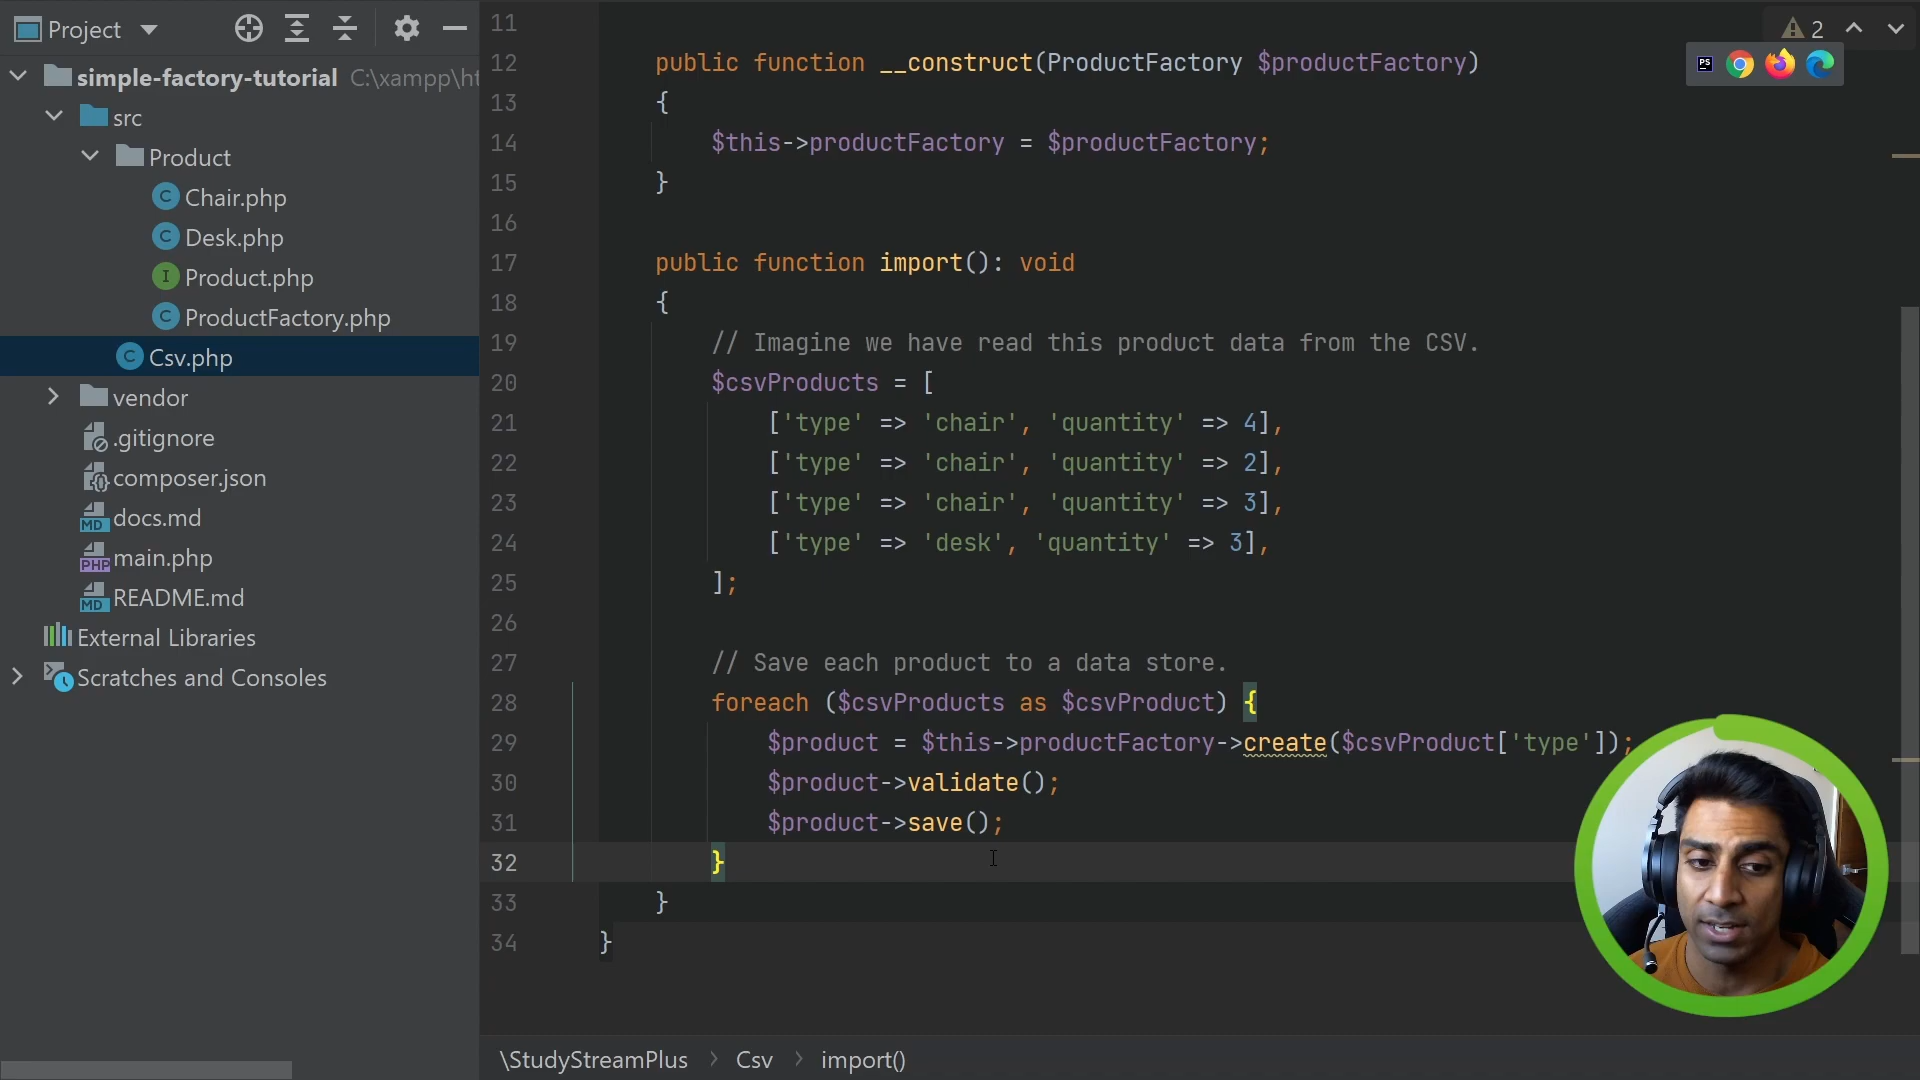 Project
simple-factory-tutorial C:\xampp\ht
src
Product
Chair.php
Desk.php
Product.php
ProductFactory.php
Csv.php
vendor
.gitignore
composer.json
docs.md
main.php
README.md
External Libraries
Scratches and Consoles
2
11
12 public function __construct(ProductFactory $productFactory)
13 {
14 $this->productFactory = $productFactory;
15 }
16
17 public function import(): void
18 {
19 // Imagine we have read this product data from the CSV.
20 $csvProducts = [
21 ['type' => 'chair', 'quantity' => 4],
22 ['type' => 'chair', 'quantity' => 2],
23 ['type' => 'chair', 'quantity' => 3],
24 ['type' => 'desk', 'quantity' => 3],
25 ];
26
27 // Save each product to a data store.
28 foreach ($csvProducts as $csvProduct) {
29 $product = $this->productFactory->create($csvProduct['type']);
30 $product->validate();
31 $product->save();
32 }
33 }
34 }
\StudyStreamPlus > Csv > import()